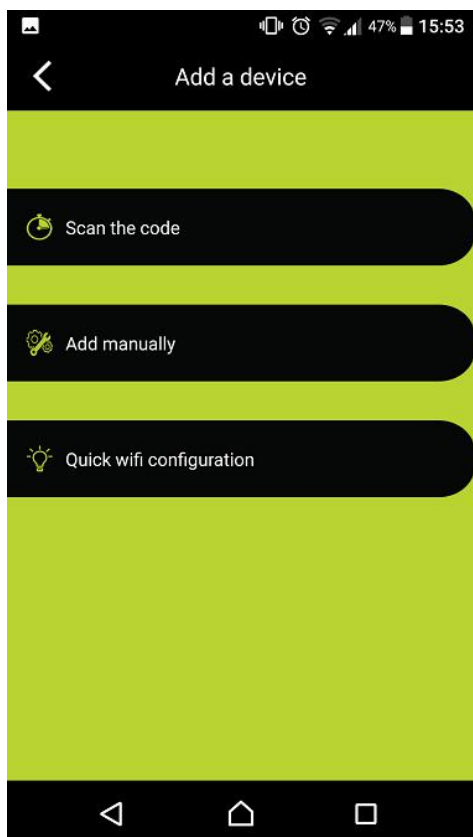 47% 15:53
Add a device
Scan the code
Add manually
Quick wifi configuration